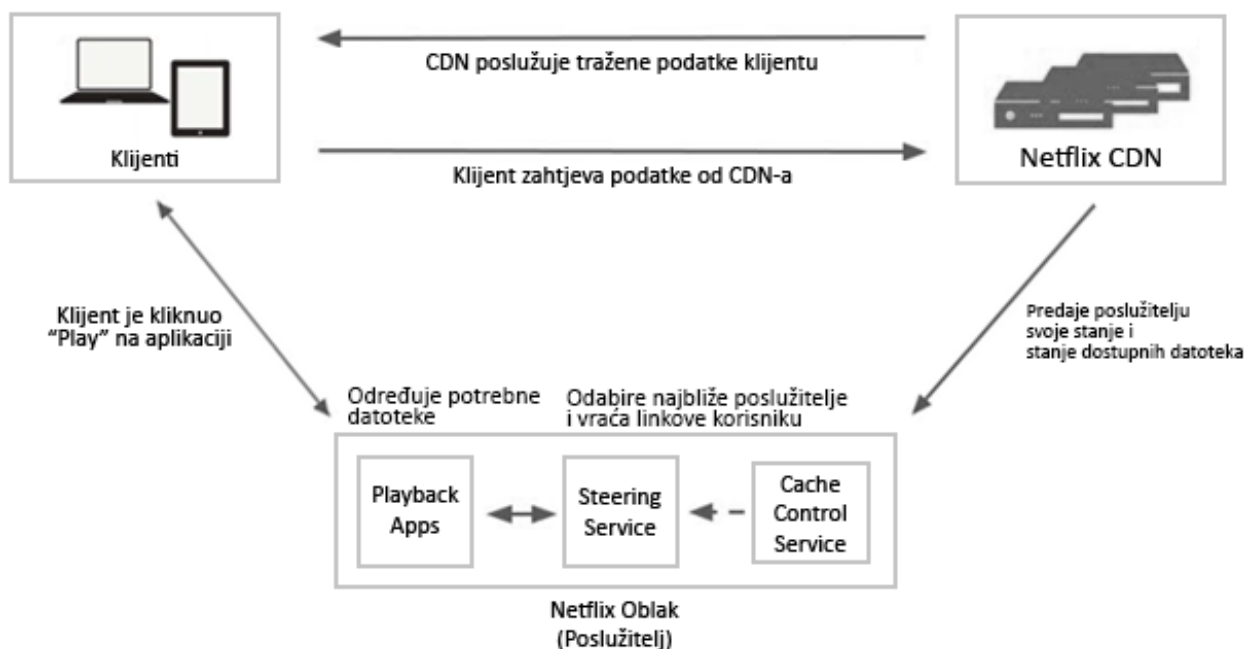 CDN poslužuje tražene podatke klijentu
Klijenti
Klijent zahtjeva podatke od CDN-a
Netflix CDN
Klijent je kliknuo
“Play” na aplikaciji
Predaje poslužitelju
svoje stanje i
stanje dostupnih datoteka
Određuje potrebne
datoteke
Odabire najbliže poslužitelje
i vraća linkove korisniku
Playback
Apps
Steering
Service
Cache
Control
Service
Netflix Oblak
(Poslužitelj)